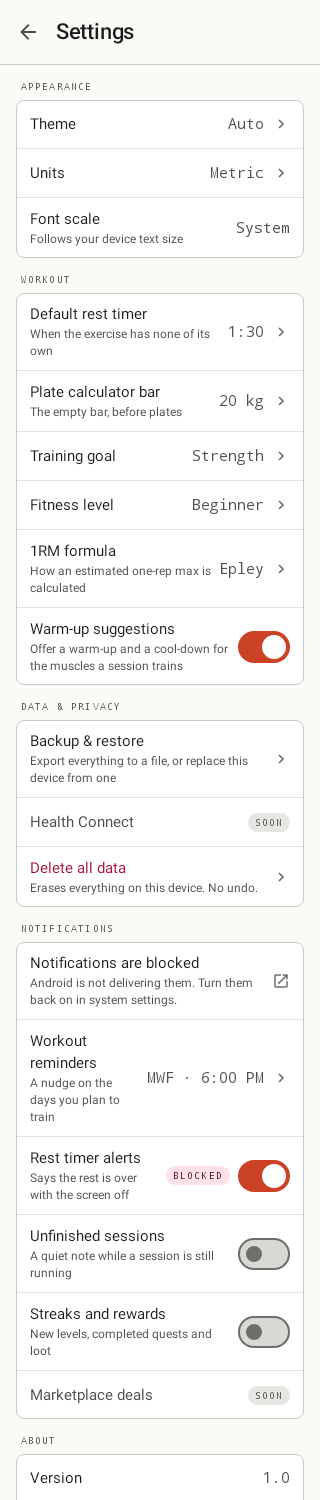 Settings
APPEARANCE
Theme
Auto
Units
Metric
Font scale
Follows your device text size
System
WORKOUT
Default rest timer
When the exercise has none of its
own
1:30
Plate calculator bar
The empty bar, before plates
20 kg
Training goal
Strength
Fitness level
Beginner
1RM formula
How an estimated one-rep max is
calculated
Epley
Warm-up suggestions
Offer a warm-up and a cool-down for
the muscles a session trains
DATA & PRIVACY
Backup & restore
Export everything to a file, or replace this
device from one
Health Connect
SOON
Delete all data
Erases everything on this device. No undo.
NOTIFICATIONS
Notifications are blocked
Android is not delivering them. Turn them
back on in system settings.
Workout
reminders
A nudge on the
days you plan to
train
MWF · 6:00 PM
Rest timer alerts
Says the rest is over
with the screen off
BLOCKED
Unfinished sessions
A quiet note while a session is still
running
Streaks and rewards
New levels, completed quests and
loot
Marketplace deals
SOON
ABOUT
Version
1.0